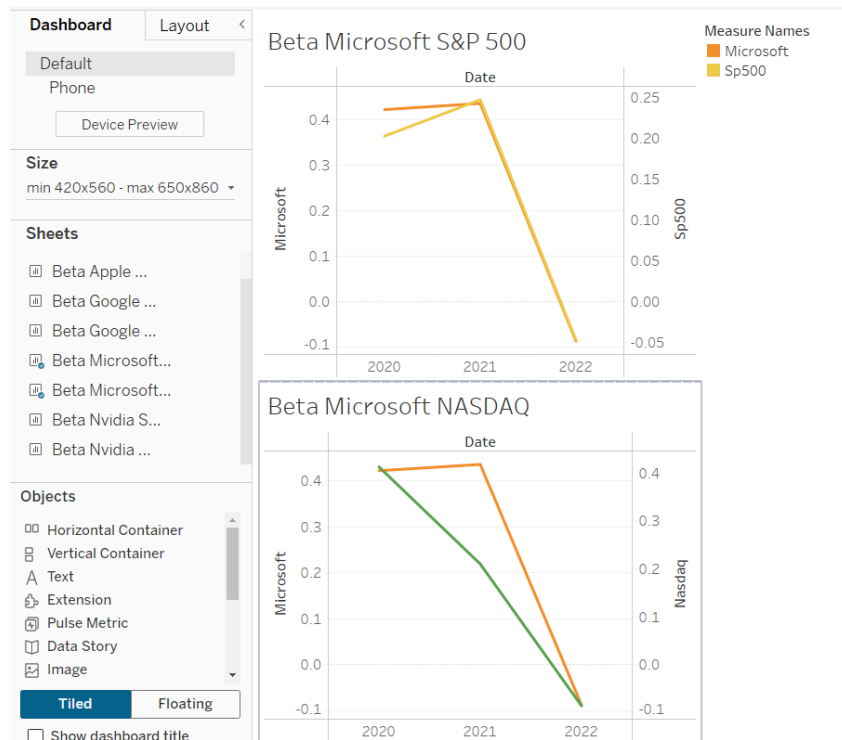 Dashboard
Layout
Default
Phone
Device Preview
Size
min 420x560 - max 650x860
Sheets
Beta Apple ...
Beta Google ...
Beta Google ...
Beta Microsoft...
Beta Microsoft...
Beta Nvidia S...
Beta Nvidia ...
Objects
Horizontal Container
Vertical Container
Text
Extension
Pulse Metric
Data Story
Image
Tiled
Floating
Show dashboard title
Beta Microsoft S&P 500
Date
Microsoft
0.4
0.3
0.2
0.1
0.0
-0.1
0.25
0.20
0.15
0.10
0.05
0.00
-0.05
Sp500
2020
2021
2022
Beta Microsoft NASDAQ
Date
Microsoft
0.4
0.3
0.2
0.1
0.0
-0.1
0.4
0.3
0.2
0.1
0.0
-0.1
Nasdaq
2020
2021
2022
Measure Names
Microsoft
Sp500